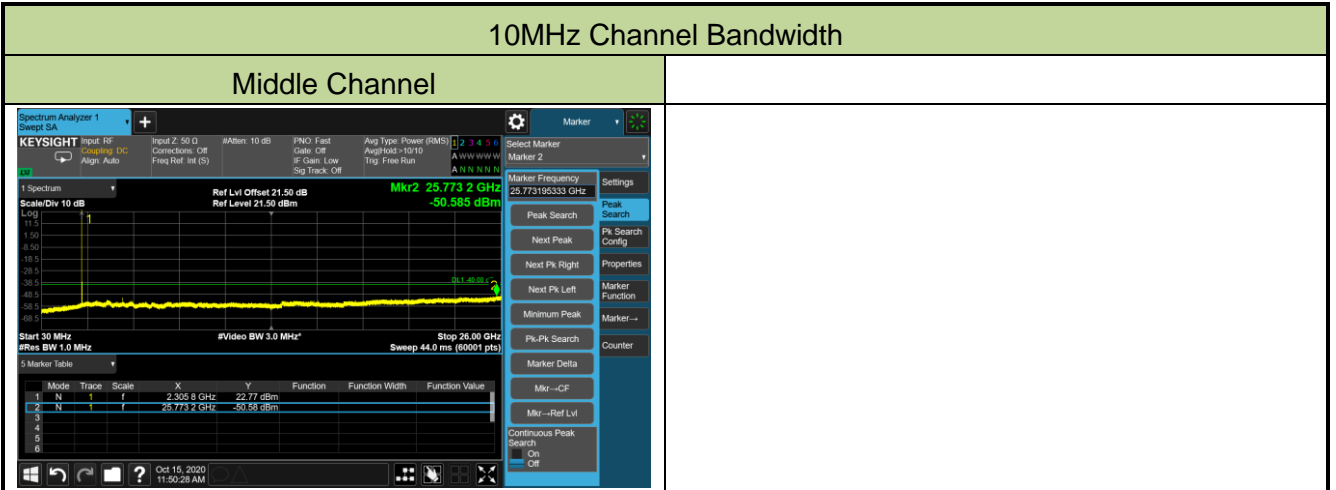 10MHz Channel Bandwidth
Middle Channel
Spectrum Analyzer 1
Swept SA
+
Marker
KEYSIGHT
Input: RF
Coupling: DC
Align: Auto
Input Z: 50 Ω
Corrections: Off
Freq Ref: Int (S)
#Atten: 10 dB
PNO: Fast
Gate: Off
IF Gain: Low
Sig Track: Off
Avg Type: Power (RMS)
Avg|Hold:>10/10
Trig: Free Run
1 2 3 4 5 6
A W W W W W
A N N N N N
Select Marker
Marker 2
1 Spectrum
Scale/Div 10 dB
Ref Lvl Offset 21.50 dB
Ref Level 21.50 dBm
Mkr2 25.773 2 GHz
-50.585 dBm
Log
11.5
1.50
-8.50
-18.5
-28.5
-38.5
-48.5
-58.5
-68.5
1
2
Start 30 MHz
#Res BW 1.0 MHz
#Video BW 3.0 MHz*
Stop 26.00 GHz
Sweep 44.0 ms (60001 pts)
5 Marker Table
Mode Trace Scale X Y Function Function Width Function Value
1 N 1 f 2.305 8 GHz 22.77 dBm
2 N 1 f 25.773 2 GHz -50.58 dBm
3
4
5
6
Marker Frequency
25.773195333 GHz
Peak Search
Next Peak
Next Pk Right
Next Pk Left
Minimum Peak
Pk-Pk Search
Marker Delta
Mkr→CF
Mkr→Ref Lvl
Continuous Peak
Search
On
Off
Settings
Peak
Search
Pk Search
Config
Properties
Marker
Function
Marker→
Counter
?
Oct 15, 2020
11:50:28 AM